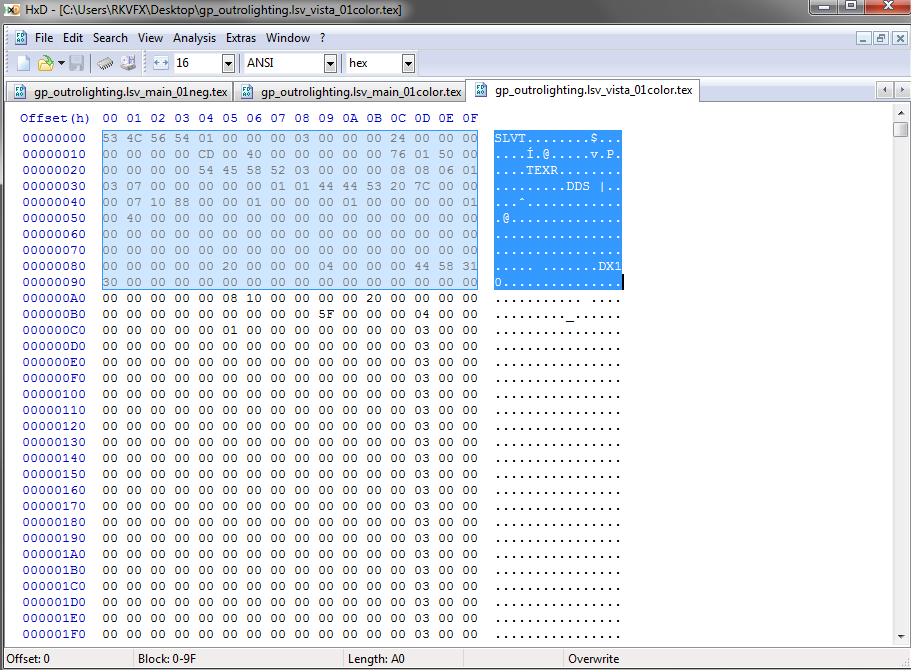 HxD - [C:\Users\RKVFX\Desktop\gp_outrolighting.lsv_vista_01color.tex]
File Edit Search View Analysis Extras Window ?
16 ANSI hex
gp_outrolighting.lsv_main_01neg.tex gp_outrolighting.lsv_main_01color.tex gp_outrolighting.lsv_vista_01color.tex
Offset(h) 00 01 02 03 04 05 06 07 08 09 0A 0B 0C 0D 0E 0F
00000000 53 4C 56 54 01 00 00 00 03 00 00 00 24 00 00 00 SLVT........$...
00000010 00 00 00 00 CD 00 40 00 00 00 00 00 76 01 50 00 ....Í.@.....v.P.
00000020 00 00 00 00 54 45 58 52 03 00 00 00 08 08 06 01 ....TEXR........
00000030 03 07 00 00 00 00 00 01 01 44 44 53 20 7C 00 00 .........DDS |..
00000040 00 07 10 88 00 00 01 00 00 00 01 00 00 00 00 01 ...ˆ............
00000050 00 40 00 00 00 00 00 00 00 00 00 00 00 00 00 00 .@..............
00000060 00 00 00 00 00 00 00 00 00 00 00 00 00 00 00 00 ................
00000070 00 00 00 00 00 00 00 00 00 00 00 00 00 00 00 00 ................
00000080 00 00 00 00 00 20 00 00 00 04 00 00 00 44 58 31 ..... .......DX1
00000090 30 00 00 00 00 00 00 00 00 00 00 00 00 00 00 00 0...............
000000A0 00 00 00 00 00 08 10 00 00 00 00 20 00 00 00 00 ........... ....
000000B0 00 00 00 00 00 00 00 00 00 5F 00 00 00 04 00 00 ........._......
000000C0 00 00 00 00 00 01 00 00 00 00 00 00 00 03 00 00 ................
000000D0 00 00 00 00 00 00 00 00 00 00 00 00 00 03 00 00 ................
000000E0 00 00 00 00 00 00 00 00 00 00 00 00 00 03 00 00 ................
000000F0 00 00 00 00 00 00 00 00 00 00 00 00 00 03 00 00 ................
00000100 00 00 00 00 00 00 00 00 00 00 00 00 00 03 00 00 ................
00000110 00 00 00 00 00 00 00 00 00 00 00 00 00 03 00 00 ................
00000120 00 00 00 00 00 00 00 00 00 00 00 00 00 03 00 00 ................
00000130 00 00 00 00 00 00 00 00 00 00 00 00 00 03 00 00 ................
00000140 00 00 00 00 00 00 00 00 00 00 00 00 00 03 00 00 ................
00000150 00 00 00 00 00 00 00 00 00 00 00 00 00 03 00 00 ................
00000160 00 00 00 00 00 00 00 00 00 00 00 00 00 03 00 00 ................
00000170 00 00 00 00 00 00 00 00 00 00 00 00 00 03 00 00 ................
00000180 00 00 00 00 00 00 00 00 00 00 00 00 00 03 00 00 ................
00000190 00 00 00 00 00 00 00 00 00 00 00 00 00 03 00 00 ................
000001A0 00 00 00 00 00 00 00 00 00 00 00 00 00 03 00 00 ................
000001B0 00 00 00 00 00 00 00 00 00 00 00 00 00 03 00 00 ................
000001C0 00 00 00 00 00 00 00 00 00 00 00 00 00 03 00 00 ................
000001D0 00 00 00 00 00 00 00 00 00 00 00 00 00 03 00 00 ................
000001E0 00 00 00 00 00 00 00 00 00 00 00 00 00 03 00 00 ................
000001F0 00 00 00 00 00 00 00 00 00 00 00 00 00 03 00 00 ................
Offset: 0 Block: 0-9F Length: A0 Overwrite